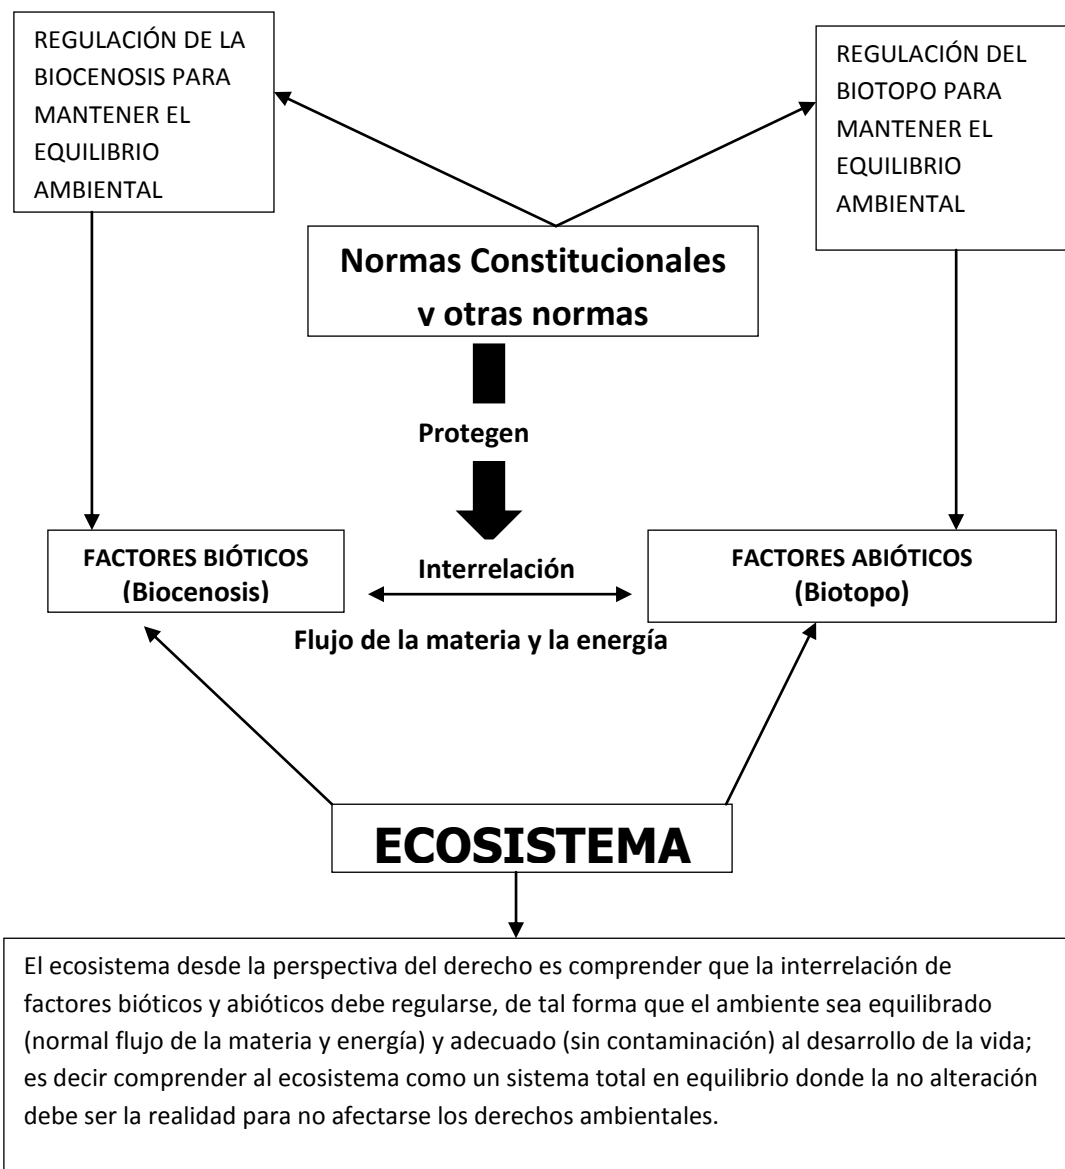 REGULACIÓN DE LA
BIOCENOSIS PARA
MANTENER EL
EQUILIBRIO
AMBIENTAL
REGULACIÓN DEL
BIOTOPO PARA
MANTENER EL
EQUILIBRIO
AMBIENTAL
Normas Constitucionales
y otras normas
Protegen
FACTORES BIÓTICOS
(Biocenosis)
Interrelación
Flujo de la materia y la energía
FACTORES ABIÓTICOS
(Biotopo)
ECOSISTEMA
El ecosistema desde la perspectiva del derecho es comprender que la interrelación de
factores bióticos y abióticos debe regularse, de tal forma que el ambiente sea equilibrado
(normal flujo de la materia y energía) y adecuado (sin contaminación) al desarrollo de la vida;
es decir comprender al ecosistema como un sistema total en equilibrio donde la no alteración
debe ser la realidad para no afectarse los derechos ambientales.